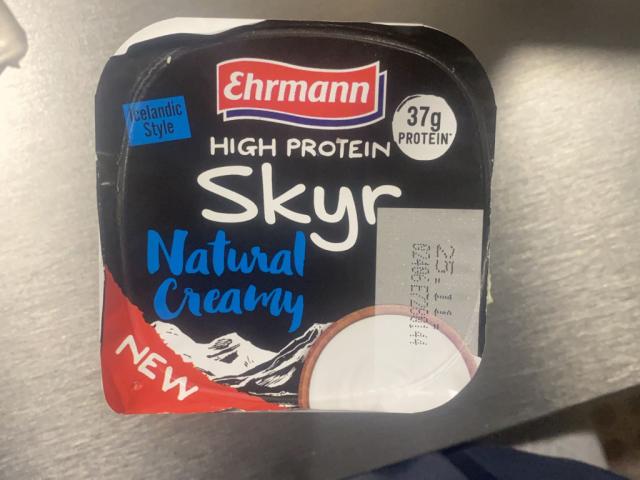 Ehrmann
Icelandic
Style
37g
PROTEIN*
HIGH PROTEIN
Skyr
Natural
Creamy
NEW